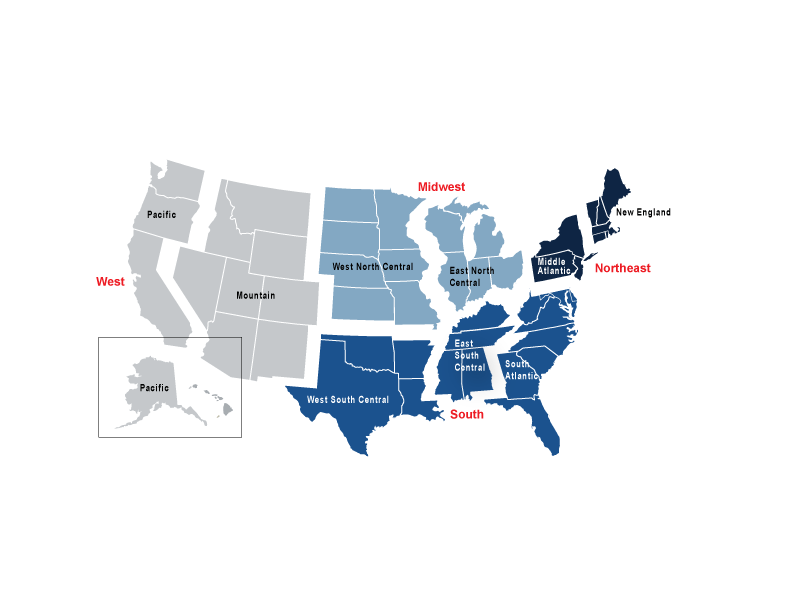 Midwest
New England
Pacific
Middle
Atlantic
Northeast
West North Central
East North
Central
West
Mountain
East
South
Central
South
Atlantic
Pacific
West South Central
South